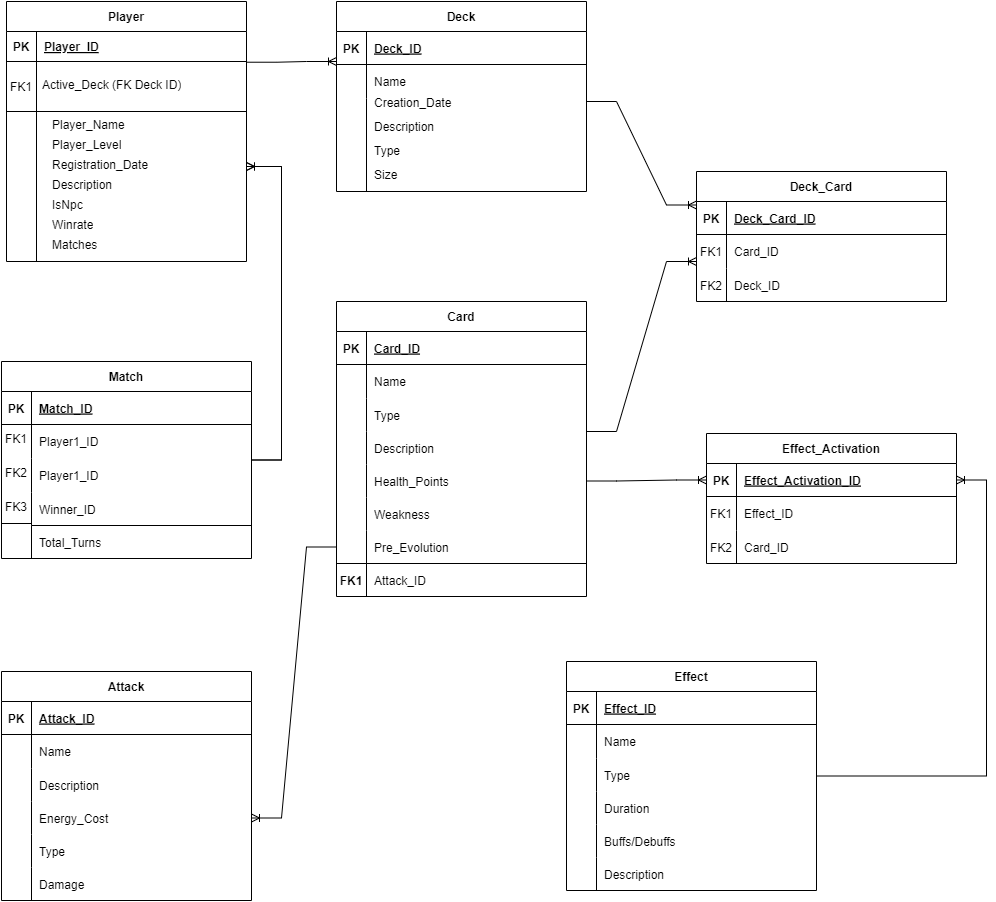 Player
PK Player_ID
FK1 Active_Deck (FK Deck ID)
Player_Name
Player_Level
Registration_Date
Description
IsNpc
Winrate
Matches
Deck
PK Deck_ID
Name
Creation_Date
Description
Type
Size
Deck_Card
PK Deck_Card_ID
FK1 Card_ID
FK2 Deck_ID
Card
PK Card_ID
Name
Type
Description
Health_Points
Weakness
Pre_Evolution
FK1 Attack_ID
Match
PK Match_ID
FK1 Player1_ID
FK2 Player1_ID
FK3 Winner_ID
Total_Turns
Effect_Activation
PK Effect_Activation_ID
FK1 Effect_ID
FK2 Card_ID
Attack
PK Attack_ID
Name
Description
Energy_Cost
Type
Damage
Effect
PK Effect_ID
Name
Type
Duration
Buffs/Debuffs
Description